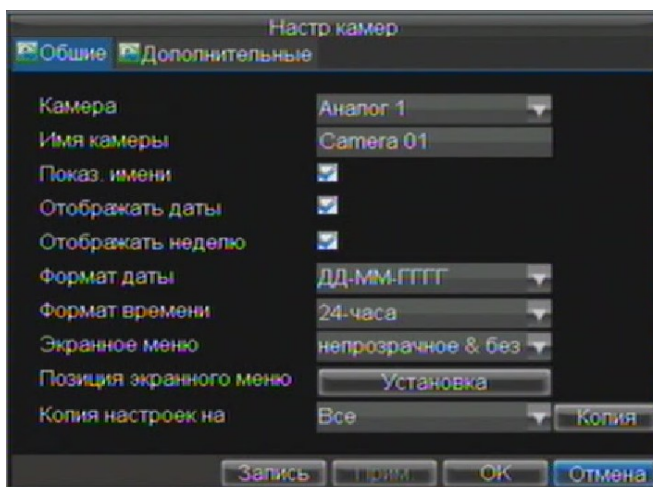 Настр камер
Обшие Дополнительные
Камера Аналог 1
Имя камеры Camera 01
Показ. имени
Отображать даты
Отображать неделю
Формат даты ДД-ММ-ГГГГ
Формат времени 24-часа
Экранное меню непрозрачное & без
Позиция экранного меню Установка
Копия настроек на Все Копия
Запись Прим. OK Отмена